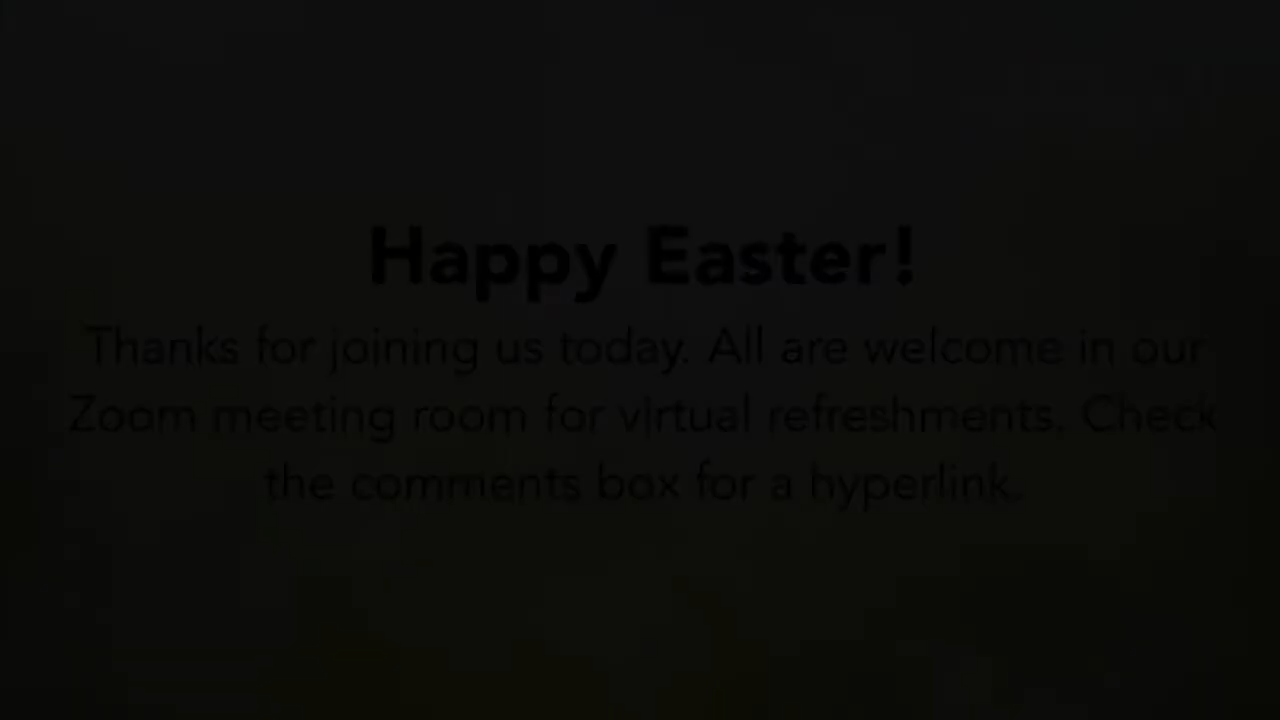 Happy Easter!
Thanks for joining us today. All are welcome in our
Zoom meeting room for virtual refreshments. Check
the comments box for a hyperlink.